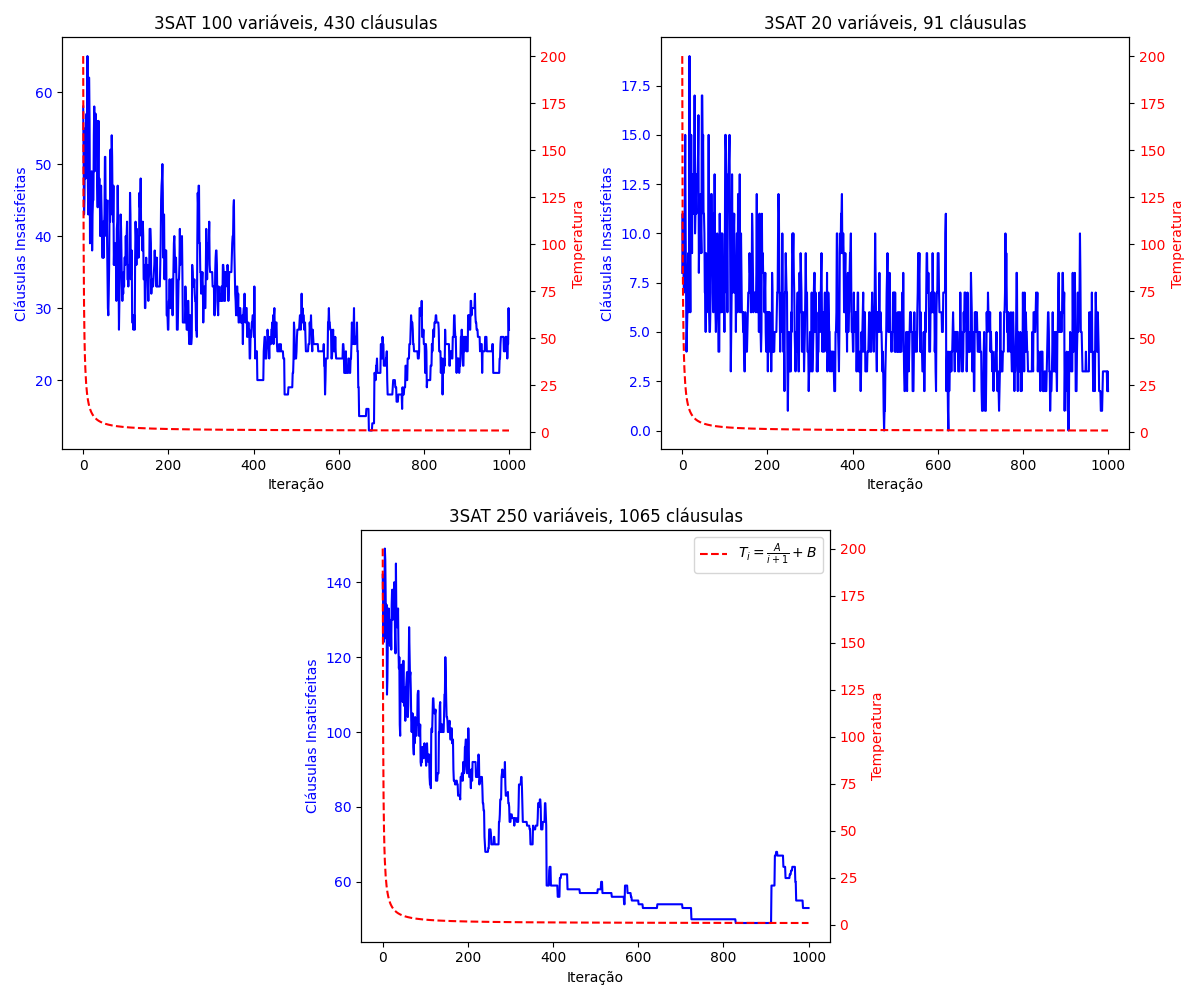 3SAT 100 variáveis, 430 cláusulas
60
50
40
30
20
Cláusulas Insatisfeitas
200
175
150
125
100
75
50
25
0
Temperatura
0 200 400 600 800 1000
Iteração
3SAT 20 variáveis, 91 cláusulas
17.5
15.0
12.5
10.0
7.5
5.0
2.5
0.0
Cláusulas Insatisfeitas
200
175
150
125
100
75
50
25
0
Temperatura
0 200 400 600 800 1000
Iteração
3SAT 250 variáveis, 1065 cláusulas
140
120
100
80
60
Cláusulas Insatisfeitas
T_i = A/(i+1) + B
200
175
150
125
100
75
50
25
0
Temperatura
0 200 400 600 800 1000
Iteração